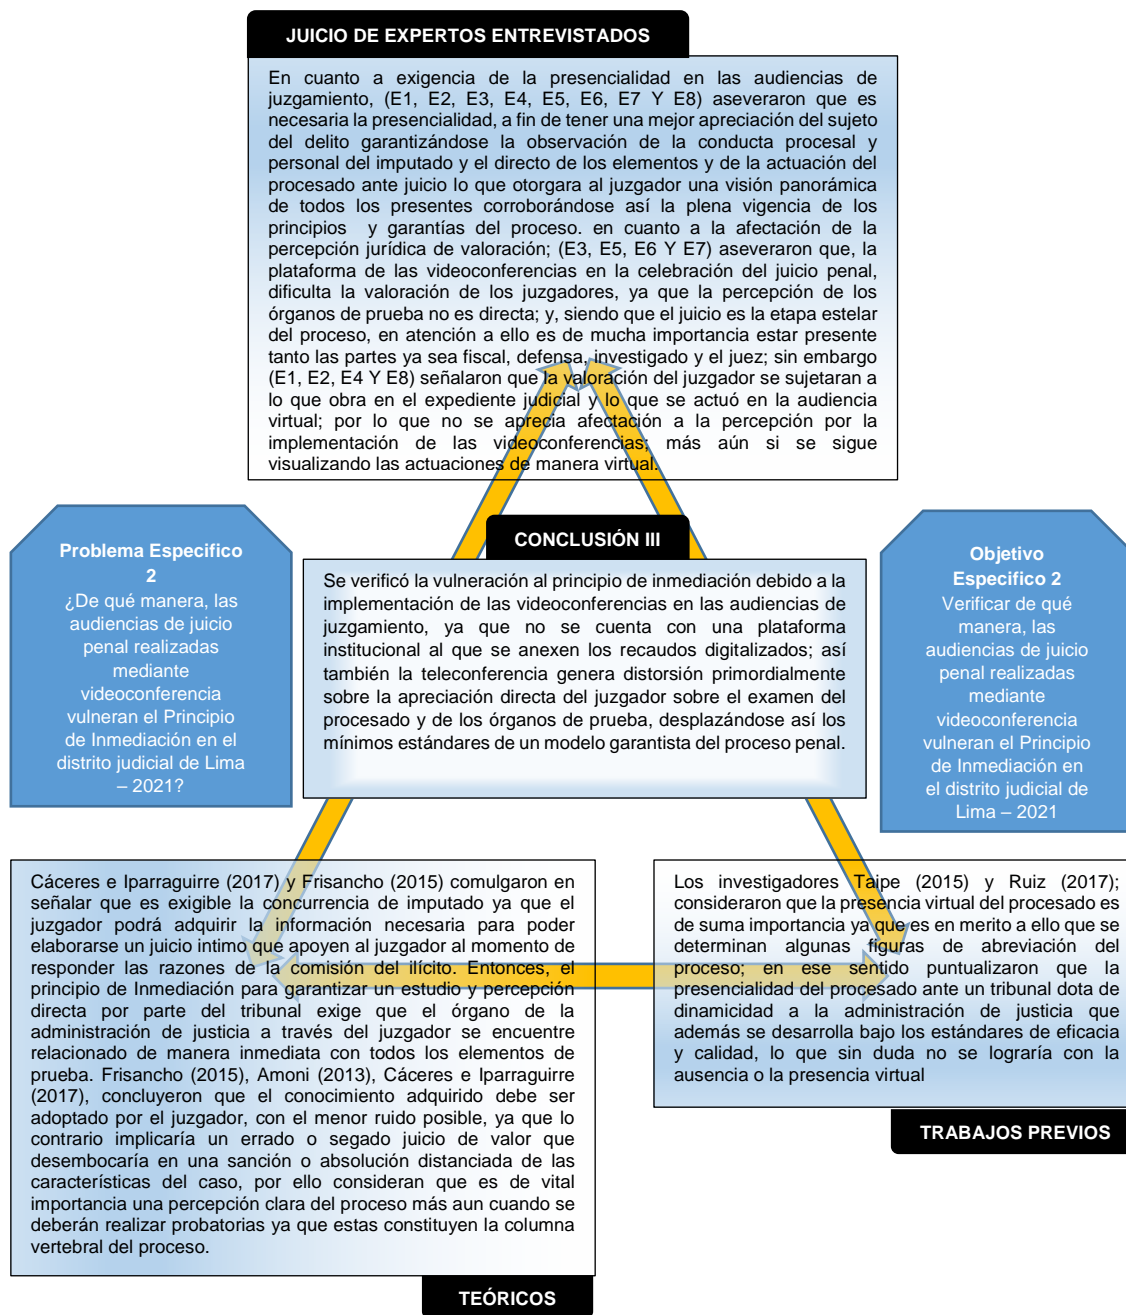 JUICIO DE EXPERTOS ENTREVISTADOS
En cuanto a exigencia de la presencialidad en las audiencias de
juzgamiento, (E1, E2, E3, E4, E5, E6, E7 Y E8) aseveraron que es
necesaria la presencialidad, a fin de tener una mejor apreciación del sujeto
del delito garantizándose la observación de la conducta procesal y
personal del imputado y el directo de los elementos y de la actuación del
procesado ante juicio lo que otorgara al juzgador una visión panorámica
de todos los presentes corroborándose así la plena vigencia de los
principios y garantías del proceso. en cuanto a la afectación de la
percepción jurídica de valoración; (E3, E5, E6 Y E7) aseveraron que, la
plataforma de las videoconferencias en la celebración del juicio penal,
dificulta la valoración de los juzgadores, ya que la percepción de los
órganos de prueba no es directa; y, siendo que el juicio es la etapa estelar
del proceso, en atención a ello es de mucha importancia estar presente
tanto las partes ya sea fiscal, defensa, investigado y el juez; sin embargo
(E1, E2, E4 Y E8) señalaron que la valoración del juzgador se sujetaran a
lo que obra en el expediente judicial y lo que se actuó en la audiencia
virtual; por lo que no se aprecia afectación a la percepción por la
implementación de las videoconferencias; más aún si se sigue
visualizando las actuaciones de manera virtual.
Problema Especifico
2
¿De qué manera, las
audiencias de juicio
penal realizadas
mediante
videoconferencia
vulneran el Principio
de Inmediación en el
distrito judicial de Lima
– 2021?
CONCLUSIÓN III
Se verificó la vulneración al principio de inmediación debido a la
implementación de las videoconferencias en las audiencias de
juzgamiento, ya que no se cuenta con una plataforma
institucional al que se anexen los recaudos digitalizados; así
también la teleconferencia genera distorsión primordialmente
sobre la apreciación directa del juzgador sobre el examen del
procesado y de los órganos de prueba, desplazándose así los
mínimos estándares de un modelo garantista del proceso penal.
Objetivo
Especifico 2
Verificar de qué
manera, las
audiencias de juicio
penal realizadas
mediante
videoconferencia
vulneran el Principio
de Inmediación en
el distrito judicial de
Lima – 2021
Cáceres e Iparraguirre (2017) y Frisancho (2015) comulgaron en
señalar que es exigible la concurrencia de imputado ya que el
juzgador podrá adquirir la información necesaria para poder
elaborarse un juicio intimo que apoyen al juzgador al momento de
responder las razones de la comisión del ilícito. Entonces, el
principio de Inmediación para garantizar un estudio y percepción
directa por parte del tribunal exige que el órgano de la
administración de justicia a través del juzgador se encuentre
relacionado de manera inmediata con todos los elementos de
prueba. Frisancho (2015), Amoni (2013), Cáceres e Iparraguirre
(2017), concluyeron que el conocimiento adquirido debe ser
adoptado por el juzgador, con el menor ruido posible, ya que lo
contrario implicaría un errado o segado juicio de valor que
desembocaría en una sanción o absolución distanciada de las
características del caso, por ello consideran que es de vital
importancia una percepción clara del proceso más aun cuando se
deberán realizar probatorias ya que estas constituyen la columna
vertebral del proceso.
TEÓRICOS
Los investigadores Taipe (2015) y Ruiz (2017);
consideraron que la presencia virtual del procesado es
de suma importancia ya que es en merito a ello que se
determinan algunas figuras de abreviación del
proceso; en ese sentido puntualizaron que la
presencialidad del procesado ante un tribunal dota de
dinamicidad a la administración de justicia que
además se desarrolla bajo los estándares de eficacia
y calidad, lo que sin duda no se lograría con la
ausencia o la presencia virtual
TRABAJOS PREVIOS